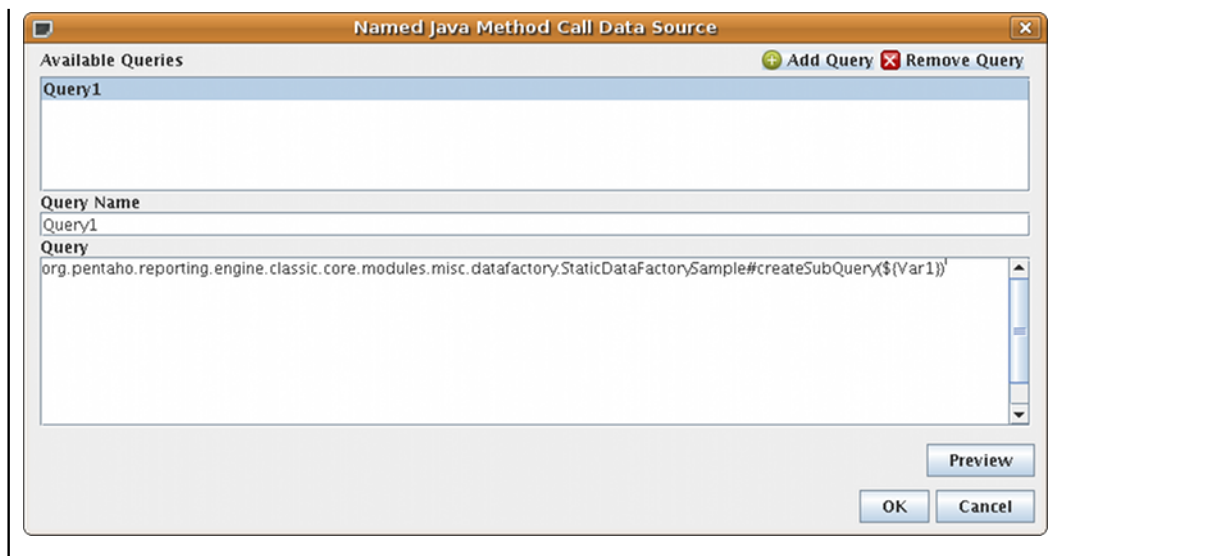 Named Java Method Call Data Source
Available Queries Add Query Remove Query
Query1
Query Name
Query1
Query
org.pentaho.reporting.engine.classic.core.modules.misc.datafactory.StaticDataFactorySample#createSubQuery(${Var1})'
Preview
OK Cancel